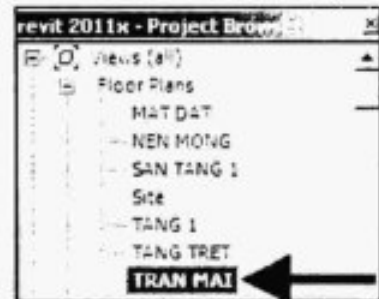 revit 2011x - Project Brow
Views (all)
Floor Plans
MAT DAT
NEN MONG
SAN TANG 1
Site
TANG 1
TANG TRET
TRAN MAI